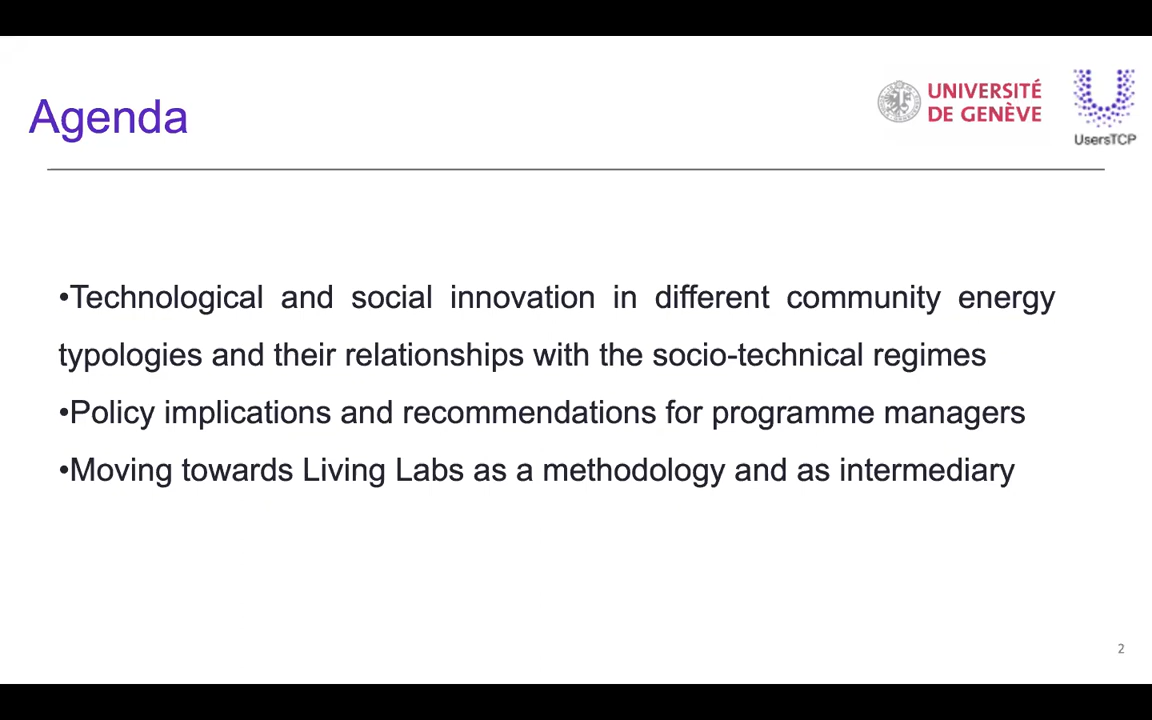 Agenda
UNIVERSITÉ
DE GENÈVE
UsersTCP
•Technological and social innovation in different community energy
typologies and their relationships with the socio-technical regimes
•Policy implications and recommendations for programme managers
•Moving towards Living Labs as a methodology and as intermediary
2